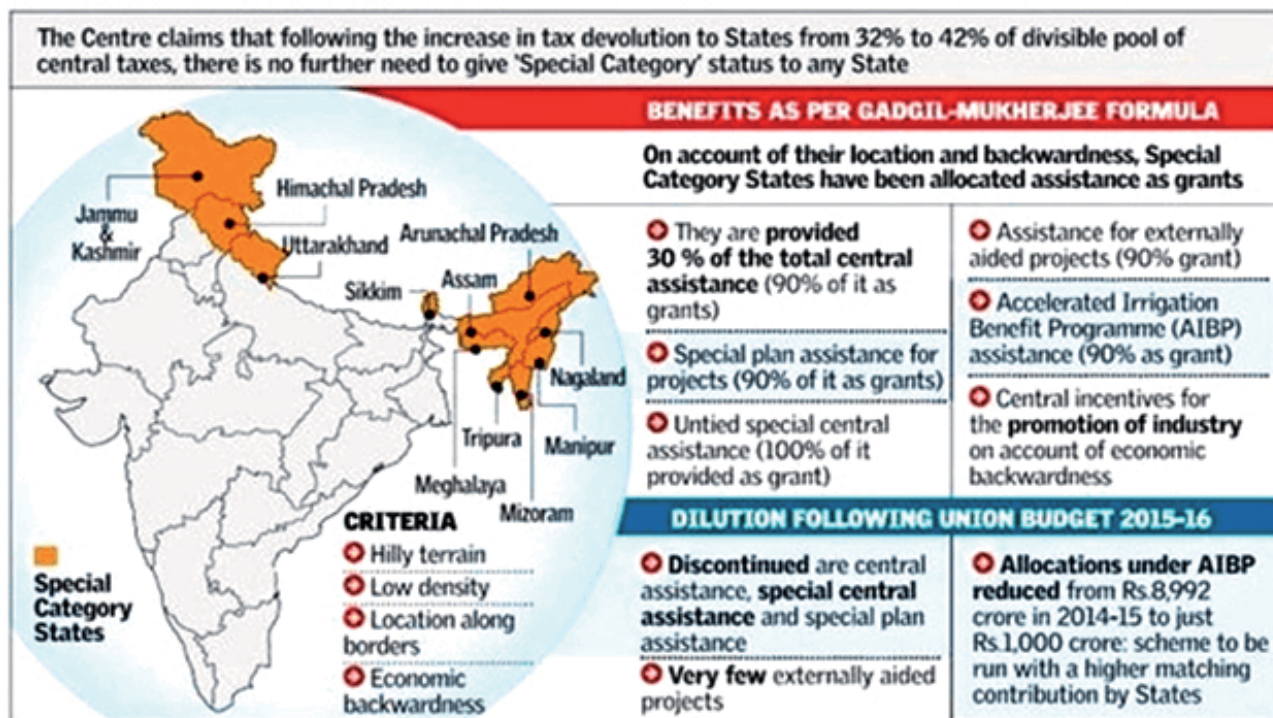 The Centre claims that following the increase in tax devolution to States from 32% to 42% of divisible pool of
central taxes, there is no further need to give 'Special Category' status to any State
BENEFITS AS PER GADGIL-MUKHERJEE FORMULA
On account of their location and backwardness, Special
Category States have been allocated assistance as grants
They are provided
30 % of the total central
assistance (90% of it as
grants)
Special plan assistance for
projects (90% of it as grants)
Untied special central
assistance (100% of it
provided as grant)
Assistance for externally
aided projects (90% grant)
Accelerated Irrigation
Benefit Programme (AIBP)
assistance (90% as grant)
Central incentives for
the promotion of industry
on account of economic
backwardness
Jammu
&
Kashmir
Himachal Pradesh
Uttarakhand
Arunachal Pradesh
Sikkim
Assam
Nagaland
Tripura
Manipur
Meghalaya
Mizoram
Special
Category
States
CRITERIA
Hilly terrain
Low density
Location along
borders
Economic
backwardness
DILUTION FOLLOWING UNION BUDGET 2015-16
Discontinued are central
assistance, special central
assistance and special plan
assistance
Very few externally aided
projects
Allocations under AIBP
reduced from Rs.8,992
crore in 2014-15 to just
Rs.1,000 crore: scheme to be
run with a higher matching
contribution by States